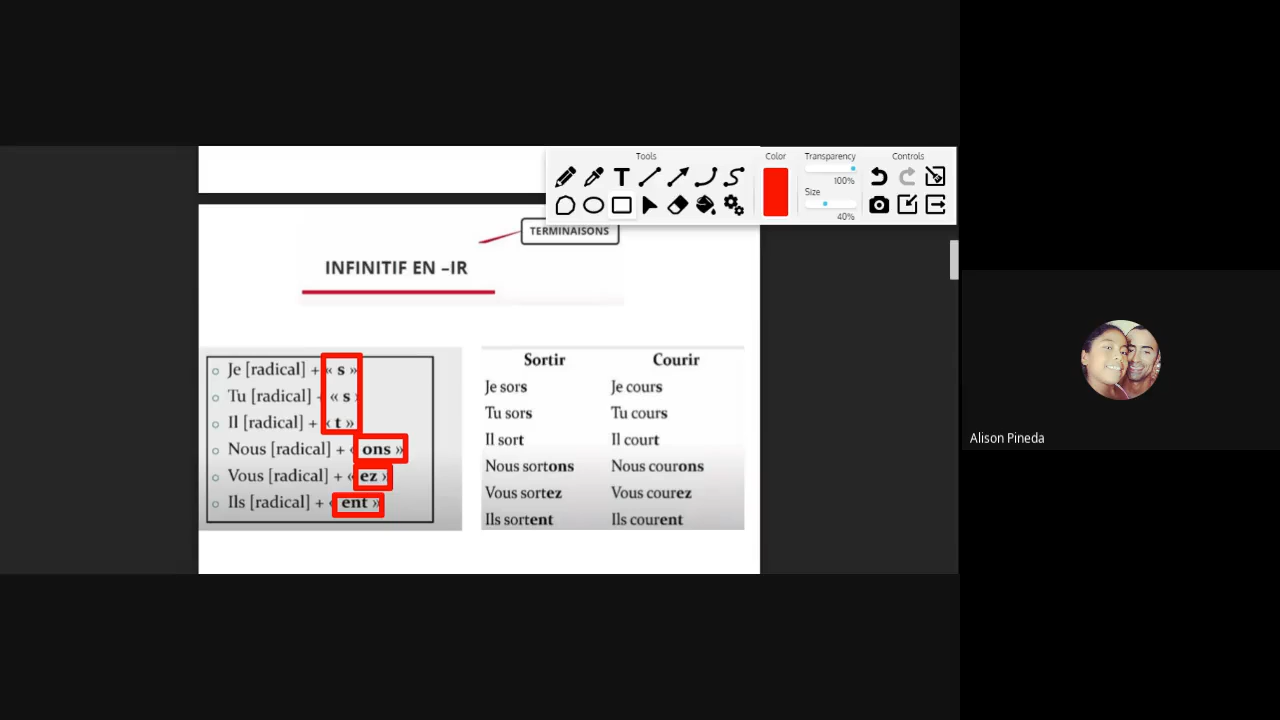 Tools
Color
Transparency
Controls
100%
Size
40%
T
TERMINAISONS
INFINITIF EN –IR
Je [radical] + « s »
Tu [radical] + « s »
Il [radical] + « t »
Nous [radical] + « ons »
Vous [radical] + « ez »
Ils [radical] + « ent »
Sortir Courir
Je sors Je cours
Tu sors Tu cours
Il sort Il court
Nous sortons Nous courons
Vous sortez Vous courez
Ils sortent Ils courent
Alison Pineda